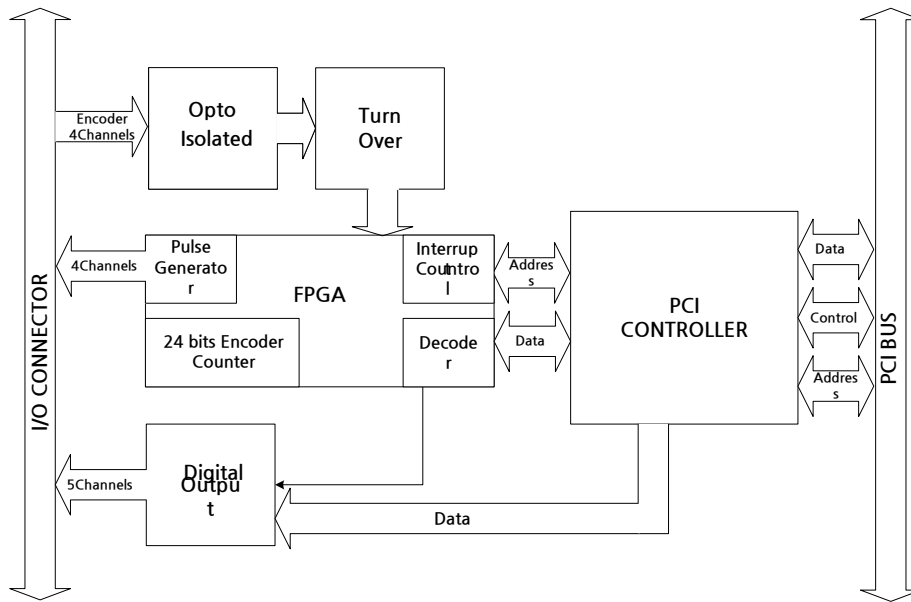 Opto
Isolated
Turn
Over
Encoder
4Channels
Pulse
Generato
r
4Channels
FPGA
Interrup
t
Countrol
Addres
s
24 bits Encoder
Counter
Decode
r
Data
PCI
CONTROLLER
Data
Control
Addres
s
I/O CONNECTOR
PCI BUS
Digital
Output
5Channels
Data